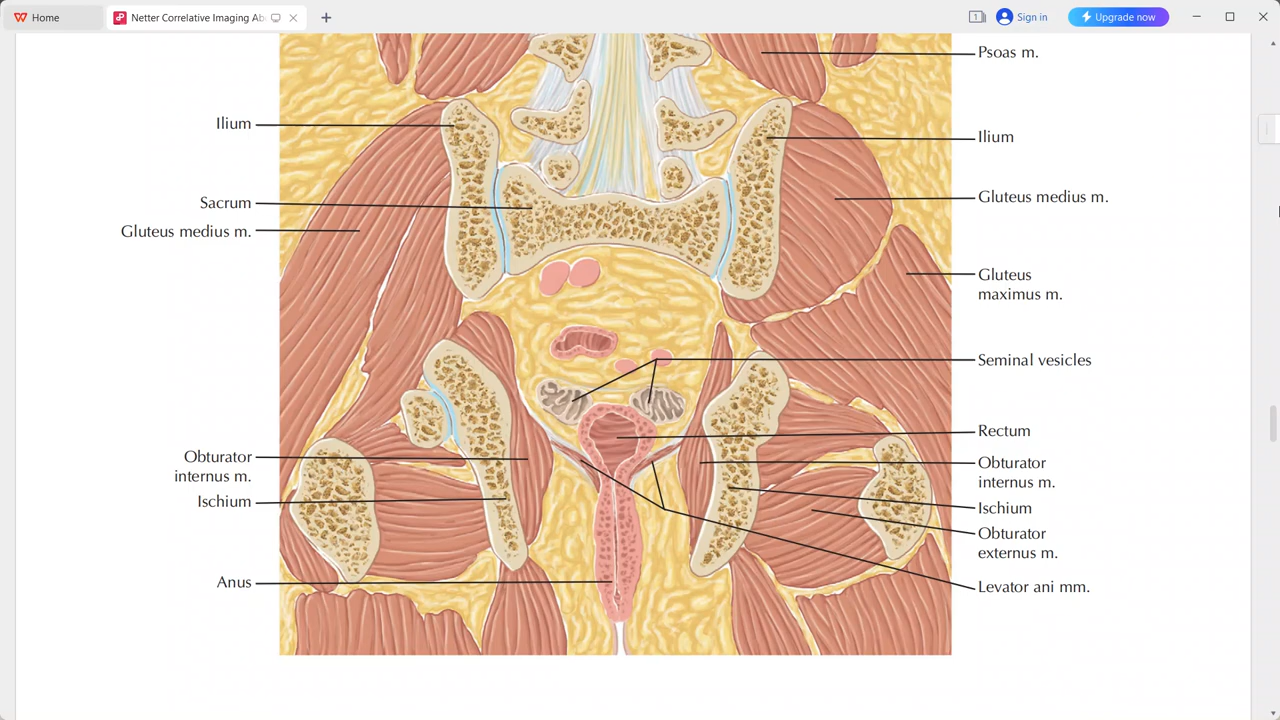 Home
Netter Correlative Imaging Ab
1
Sign in
Upgrade now
Psoas m.
Ilium
Ilium
Gluteus medius m.
Sacrum
Gluteus medius m.
Gluteus
maximus m.
Seminal vesicles
Rectum
Obturator
internus m.
Obturator
internus m.
Ischium
Ischium
Obturator
externus m.
Anus
Levator ani mm.